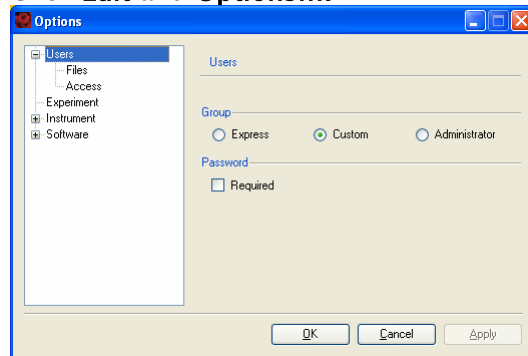 Options
Users
Files
Access
Experiment
Instrument
Software
Users
Group
Express
Custom
Administrator
Password
Required
OK
Cancel
Apply